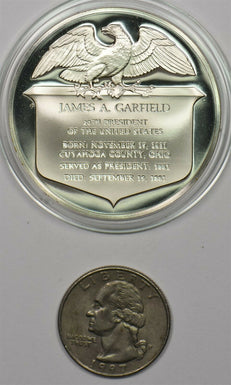 JAMES A. GARFIELD
20TH PRESIDENT
OF THE UNITED STATES
BORN: NOVEMBER 19, 1831
CUYAHOGA COUNTY, OHIO
SERVED AS PRESIDENT: 1881
DIED: SEPTEMBER 19, 1881
LIBERTY
1997